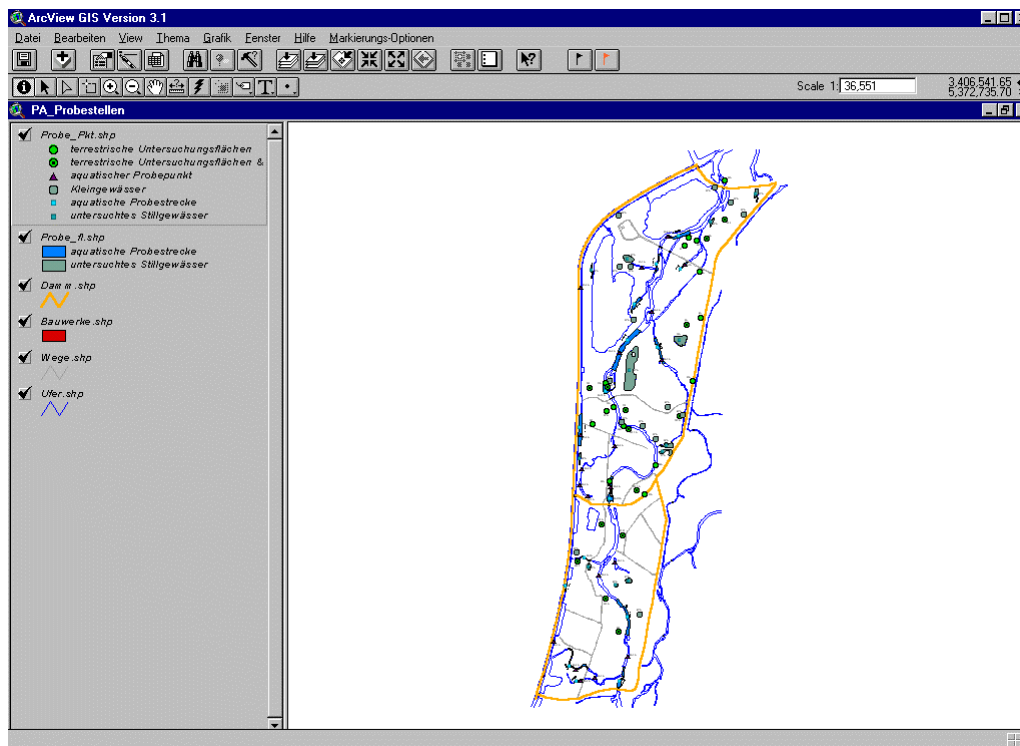 ArcView GIS Version 3.1
Datei Bearbeiten View Thema Grafik Fenster Hilfe Markierungs-Optionen
Scale 1: 36,551
3.406,541.65
5,372,735.70
PA_Probestellen
Probe_Pkt.shp
terrestrische Untersuchungsflächen
terrestrische Untersuchungsflächen &
aquatischer Probepunkt
Kleingewässer
aquatische Probestrecke
untersuchtes Stillgewässer
Probe_fl.shp
aquatische Probestrecke
untersuchtes Stillgewässer
Damm.shp
Bauwerke.shp
Wege.shp
Ufer.shp